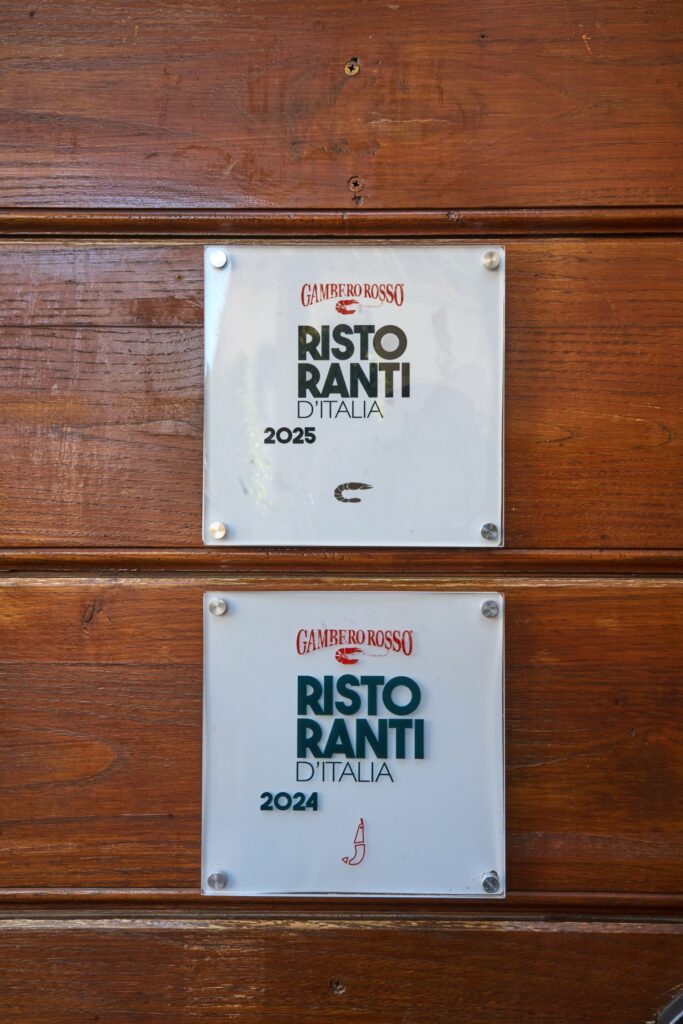 GAMBERO ROSSO
RISTO
RANTI
D'ITALIA
2025
GAMBERO ROSSO
RISTO
RANTI
D'ITALIA
2024